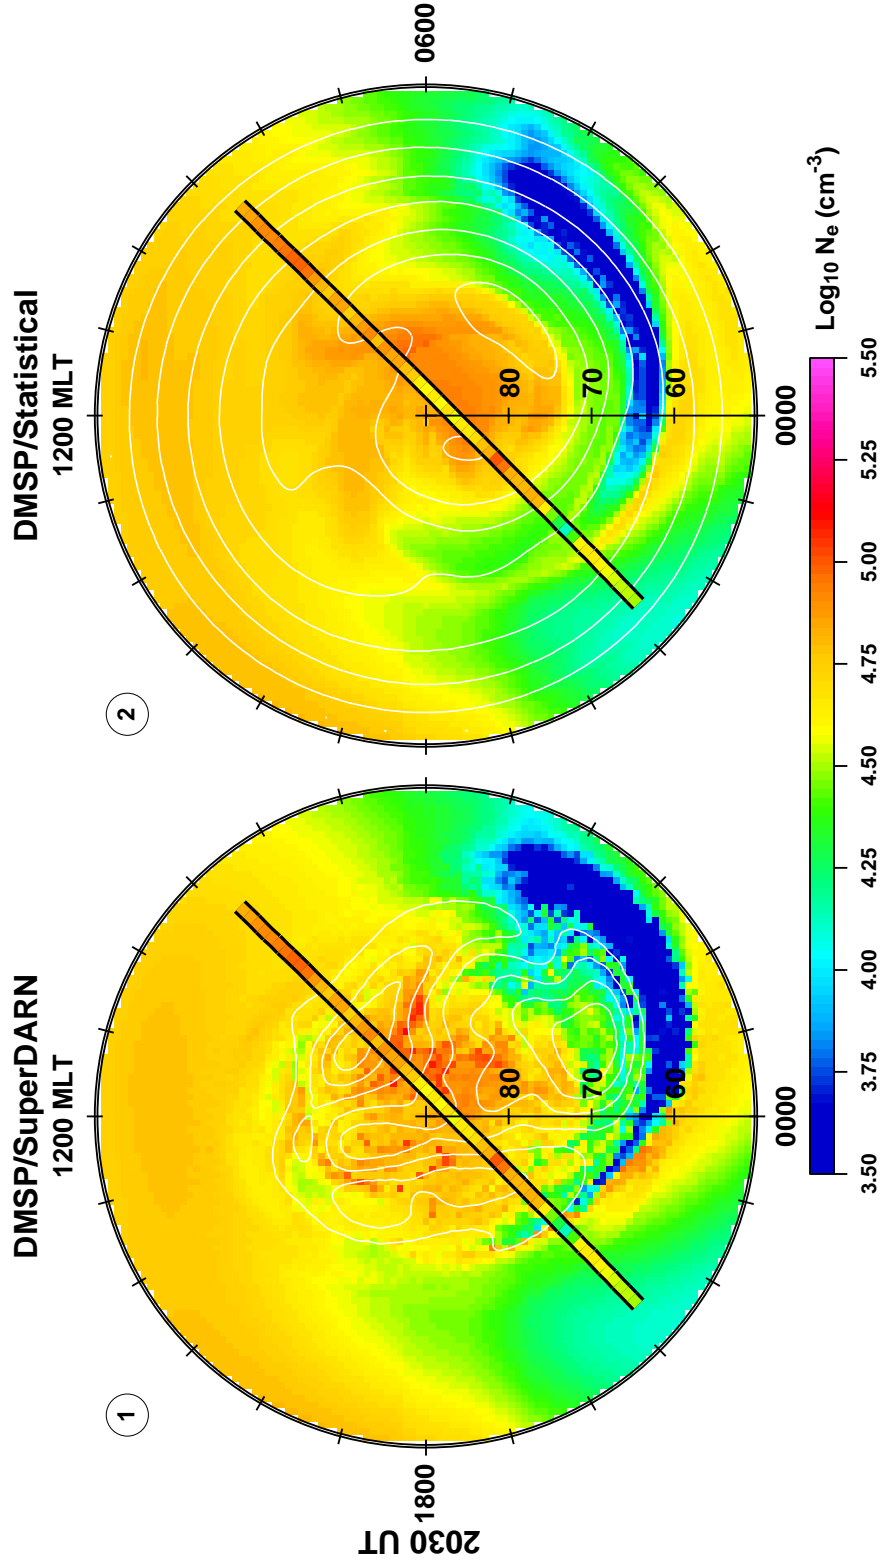 2030 UT
1
DMSP/SuperDARN
1200 MLT
1800
80
70
60
0000
2
DMSP/Statistical
1200 MLT
0600
80
70
60
0000
3.50 3.75 4.00 4.25 4.50 4.75 5.00 5.25 5.50
Log₁₀ Nₑ (cm⁻³)